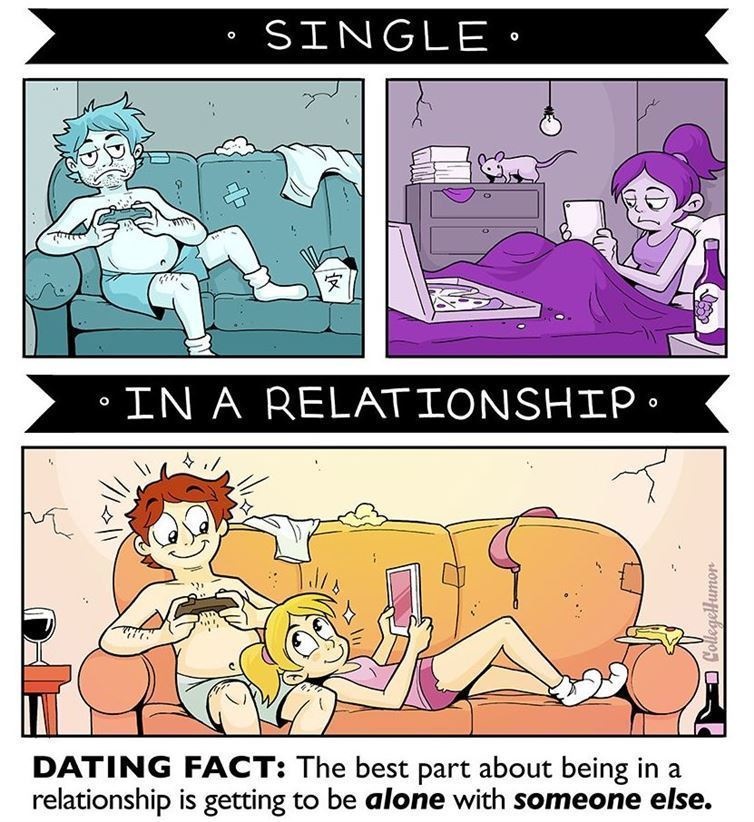 • SINGLE •
文
• IN A RELATIONSHIP •
CollegeHumor
DATING FACT: The best part about being in a
relationship is getting to be alone with someone else.